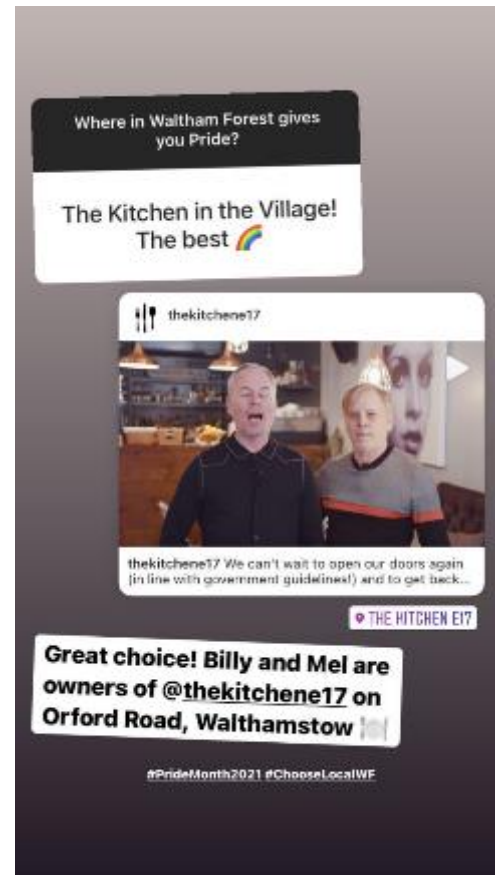 Where in Waltham Forest gives
you Pride?
The Kitchen in the Village!
The best 🌈
thekitchene17
thekitchene17 We can't wait to open our doors again
(in line with government guidelines!) and to get back...
THE KITCHEN E17
Great choice! Billy and Mel are
owners of @thekitchene17 on
Orford Road, Walthamstow 🍽️
#PrideMonth2021 #ChooseLocalWF